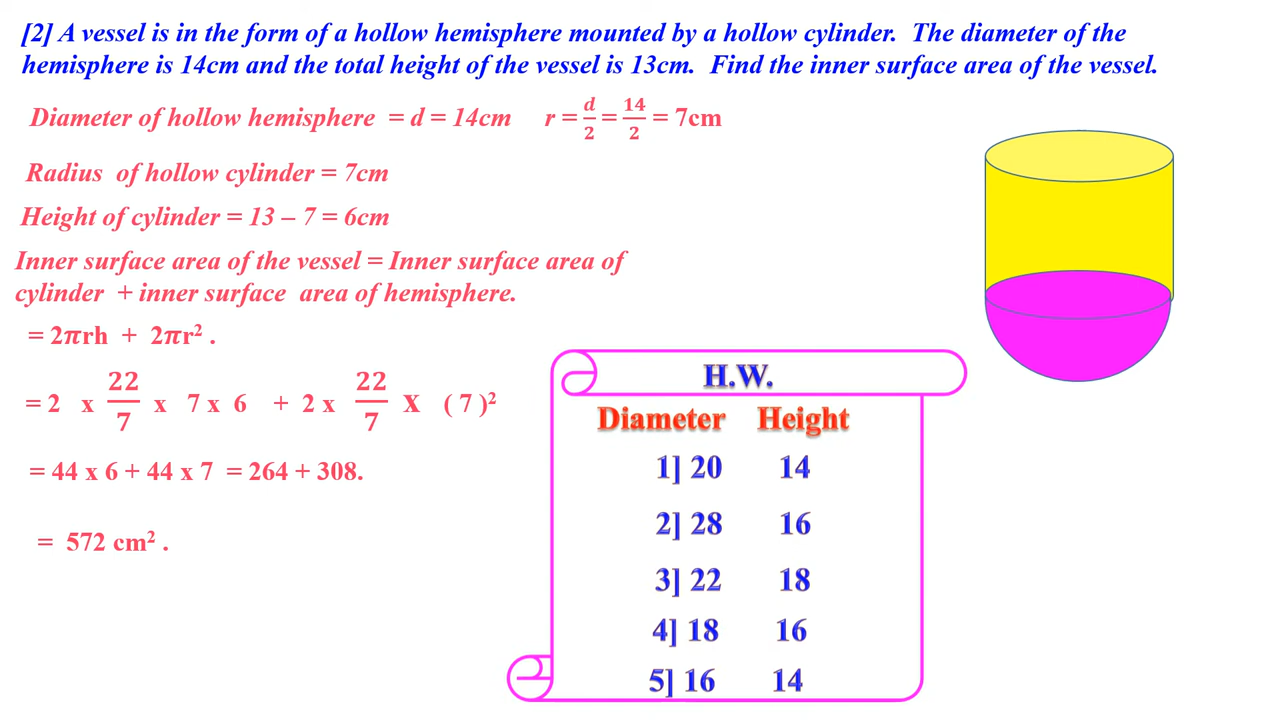 [2] A vessel is in the form of a hollow hemisphere mounted by a hollow cylinder. The diameter of the
hemisphere is 14cm and the total height of the vessel is 13cm. Find the inner surface area of the vessel.
Diameter of hollow hemisphere = d = 14cm r = d/2 = 14/2 = 7cm
Radius of hollow cylinder = 7cm
Height of cylinder = 13 – 7 = 6cm
Inner surface area of the vessel = Inner surface area of
cylinder + inner surface area of hemisphere.
= 2πrh + 2πr² .
= 2 x 22/7 x 7 x 6 + 2 x 22/7 X ( 7 )²
= 44 x 6 + 44 x 7 = 264 + 308.
= 572 cm² .
H.W.
Diameter Height
1] 20 14
2] 28 16
3] 22 18
4] 18 16
5] 16 14